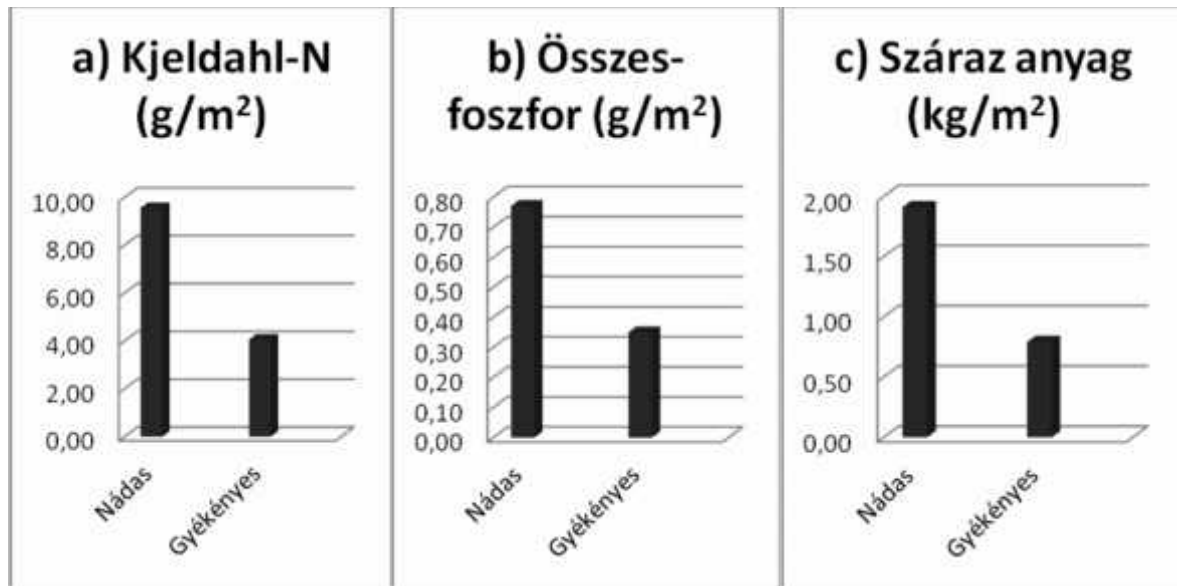 a) Kjeldahl-N
(g/m²)
10,00
8,00
6,00
4,00
2,00
0,00
Nádas
Gyékényes
b) Összes-
foszfor (g/m²)
0,80
0,70
0,60
0,50
0,40
0,30
0,20
0,10
0,00
Nádas
Gyékényes
c) Száraz anyag
(kg/m²)
2,00
1,50
1,00
0,50
0,00
Nádas
Gyékényes